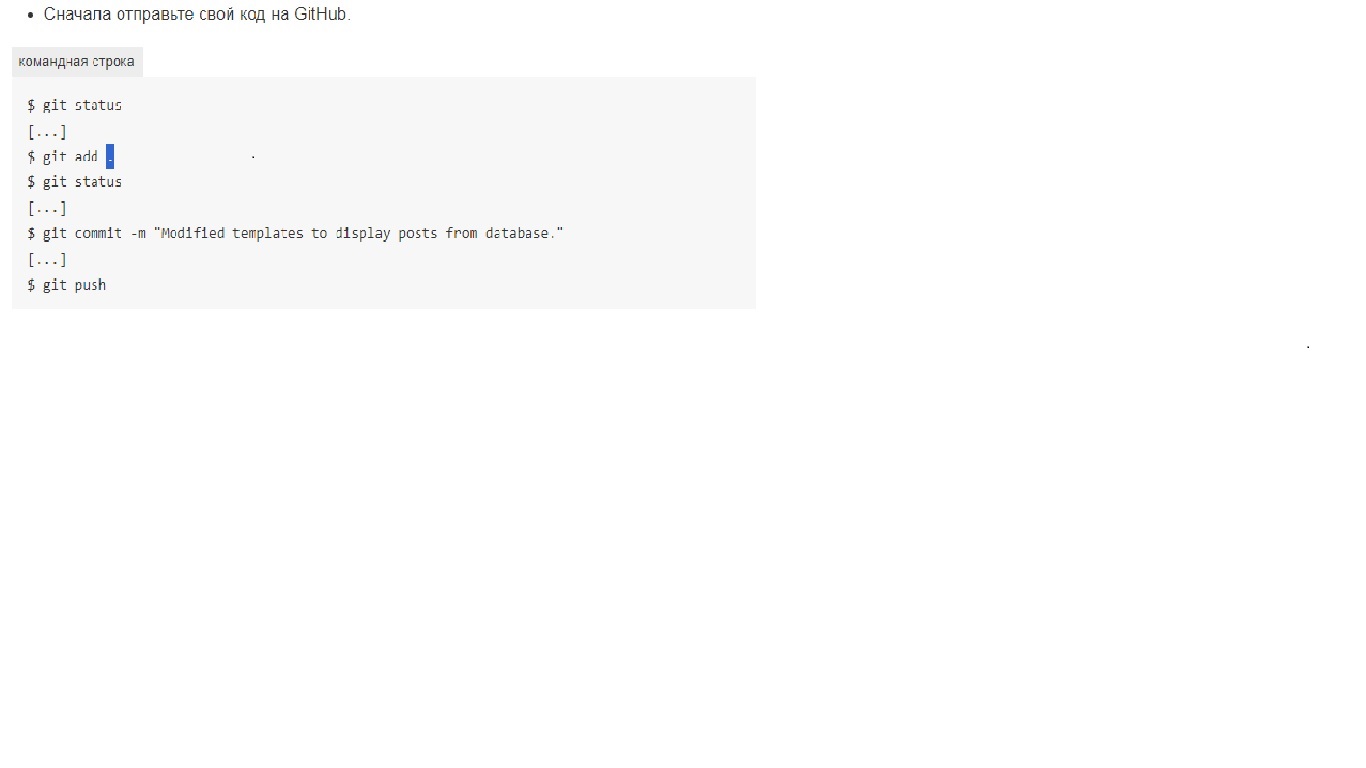 • Сначала отправьте свой код на GitHub.
командная строка
$ git status
[...]
$ git add .
$ git status
[...]
$ git commit -m "Modified templates to display posts from database."
[...]
$ git push